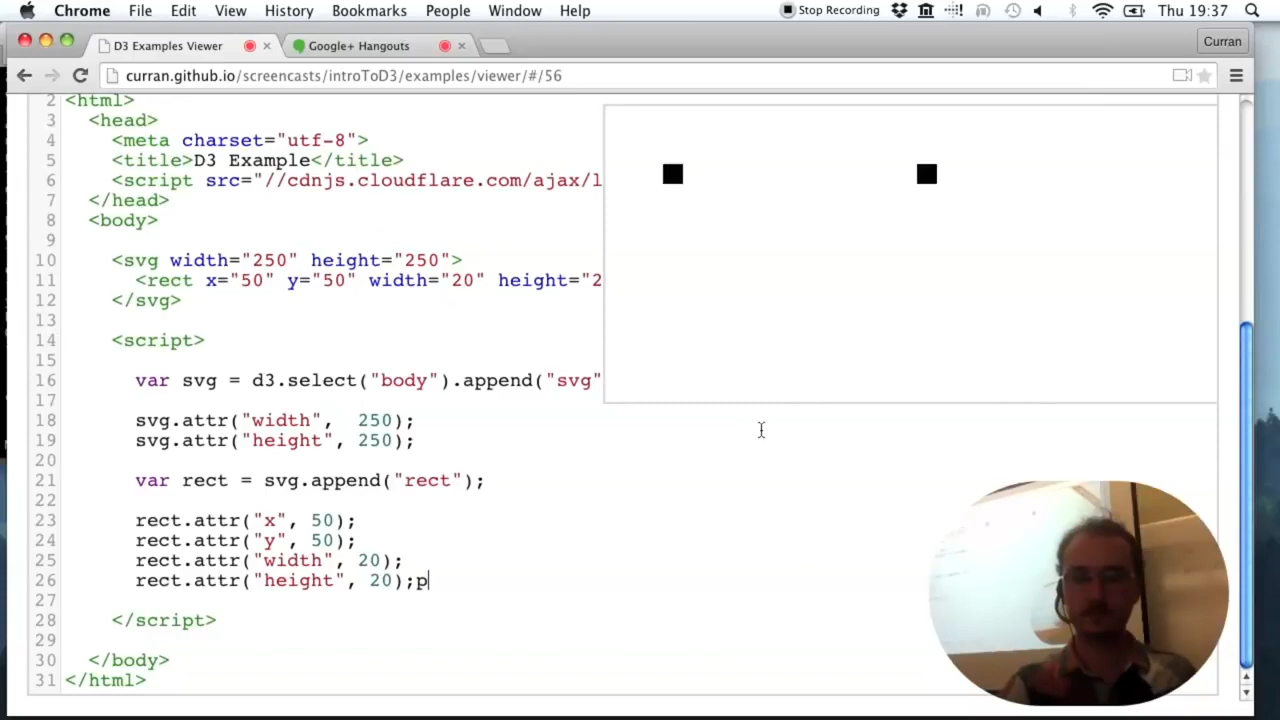 Chrome File Edit View History Bookmarks People Window Help Stop Recording Thu 19:37
D3 Examples Viewer Google+ Hangouts Curran
curran.github.io/screencasts/introToD3/examples/viewer/#/56
2 <html>
3 <head>
4 <meta charset="utf-8">
5 <title>D3 Example</title>
6 <script src="//cdnjs.cloudflare.com/ajax/l
7 </head>
8 <body>
9
10 <svg width="250" height="250">
11 <rect x="50" y="50" width="20" height="2
12 </svg>
13
14 <script>
15
16 var svg = d3.select("body").append("svg"
17
18 svg.attr("width",  250);
19 svg.attr("height", 250);
20
21 var rect = svg.append("rect");
22
23 rect.attr("x", 50);
24 rect.attr("y", 50);
25 rect.attr("width", 20);
26 rect.attr("height", 20);p
27
28 </script>
29
30 </body>
31 </html>